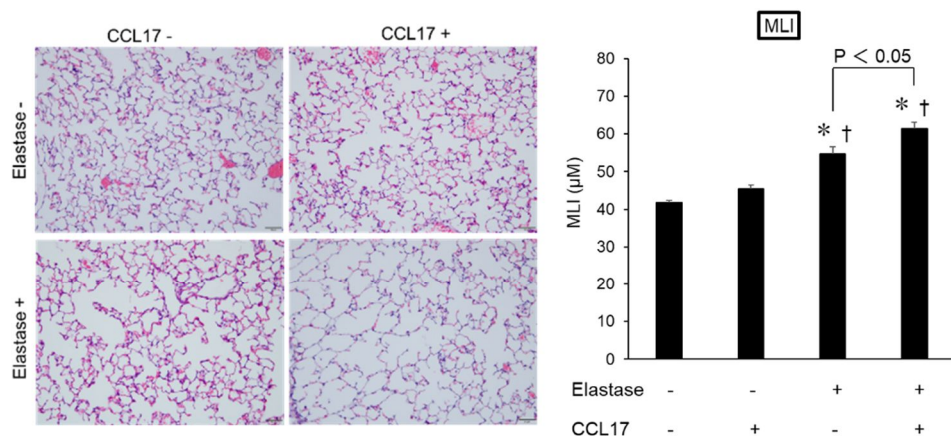 CCL17 -
CCL17 +
Elastase -
Elastase +
MLI
P < 0.05
MLI (μM)
80
70
60
50
40
30
20
10
0
* †
* †
Elastase - - + +
CCL17 - + - +